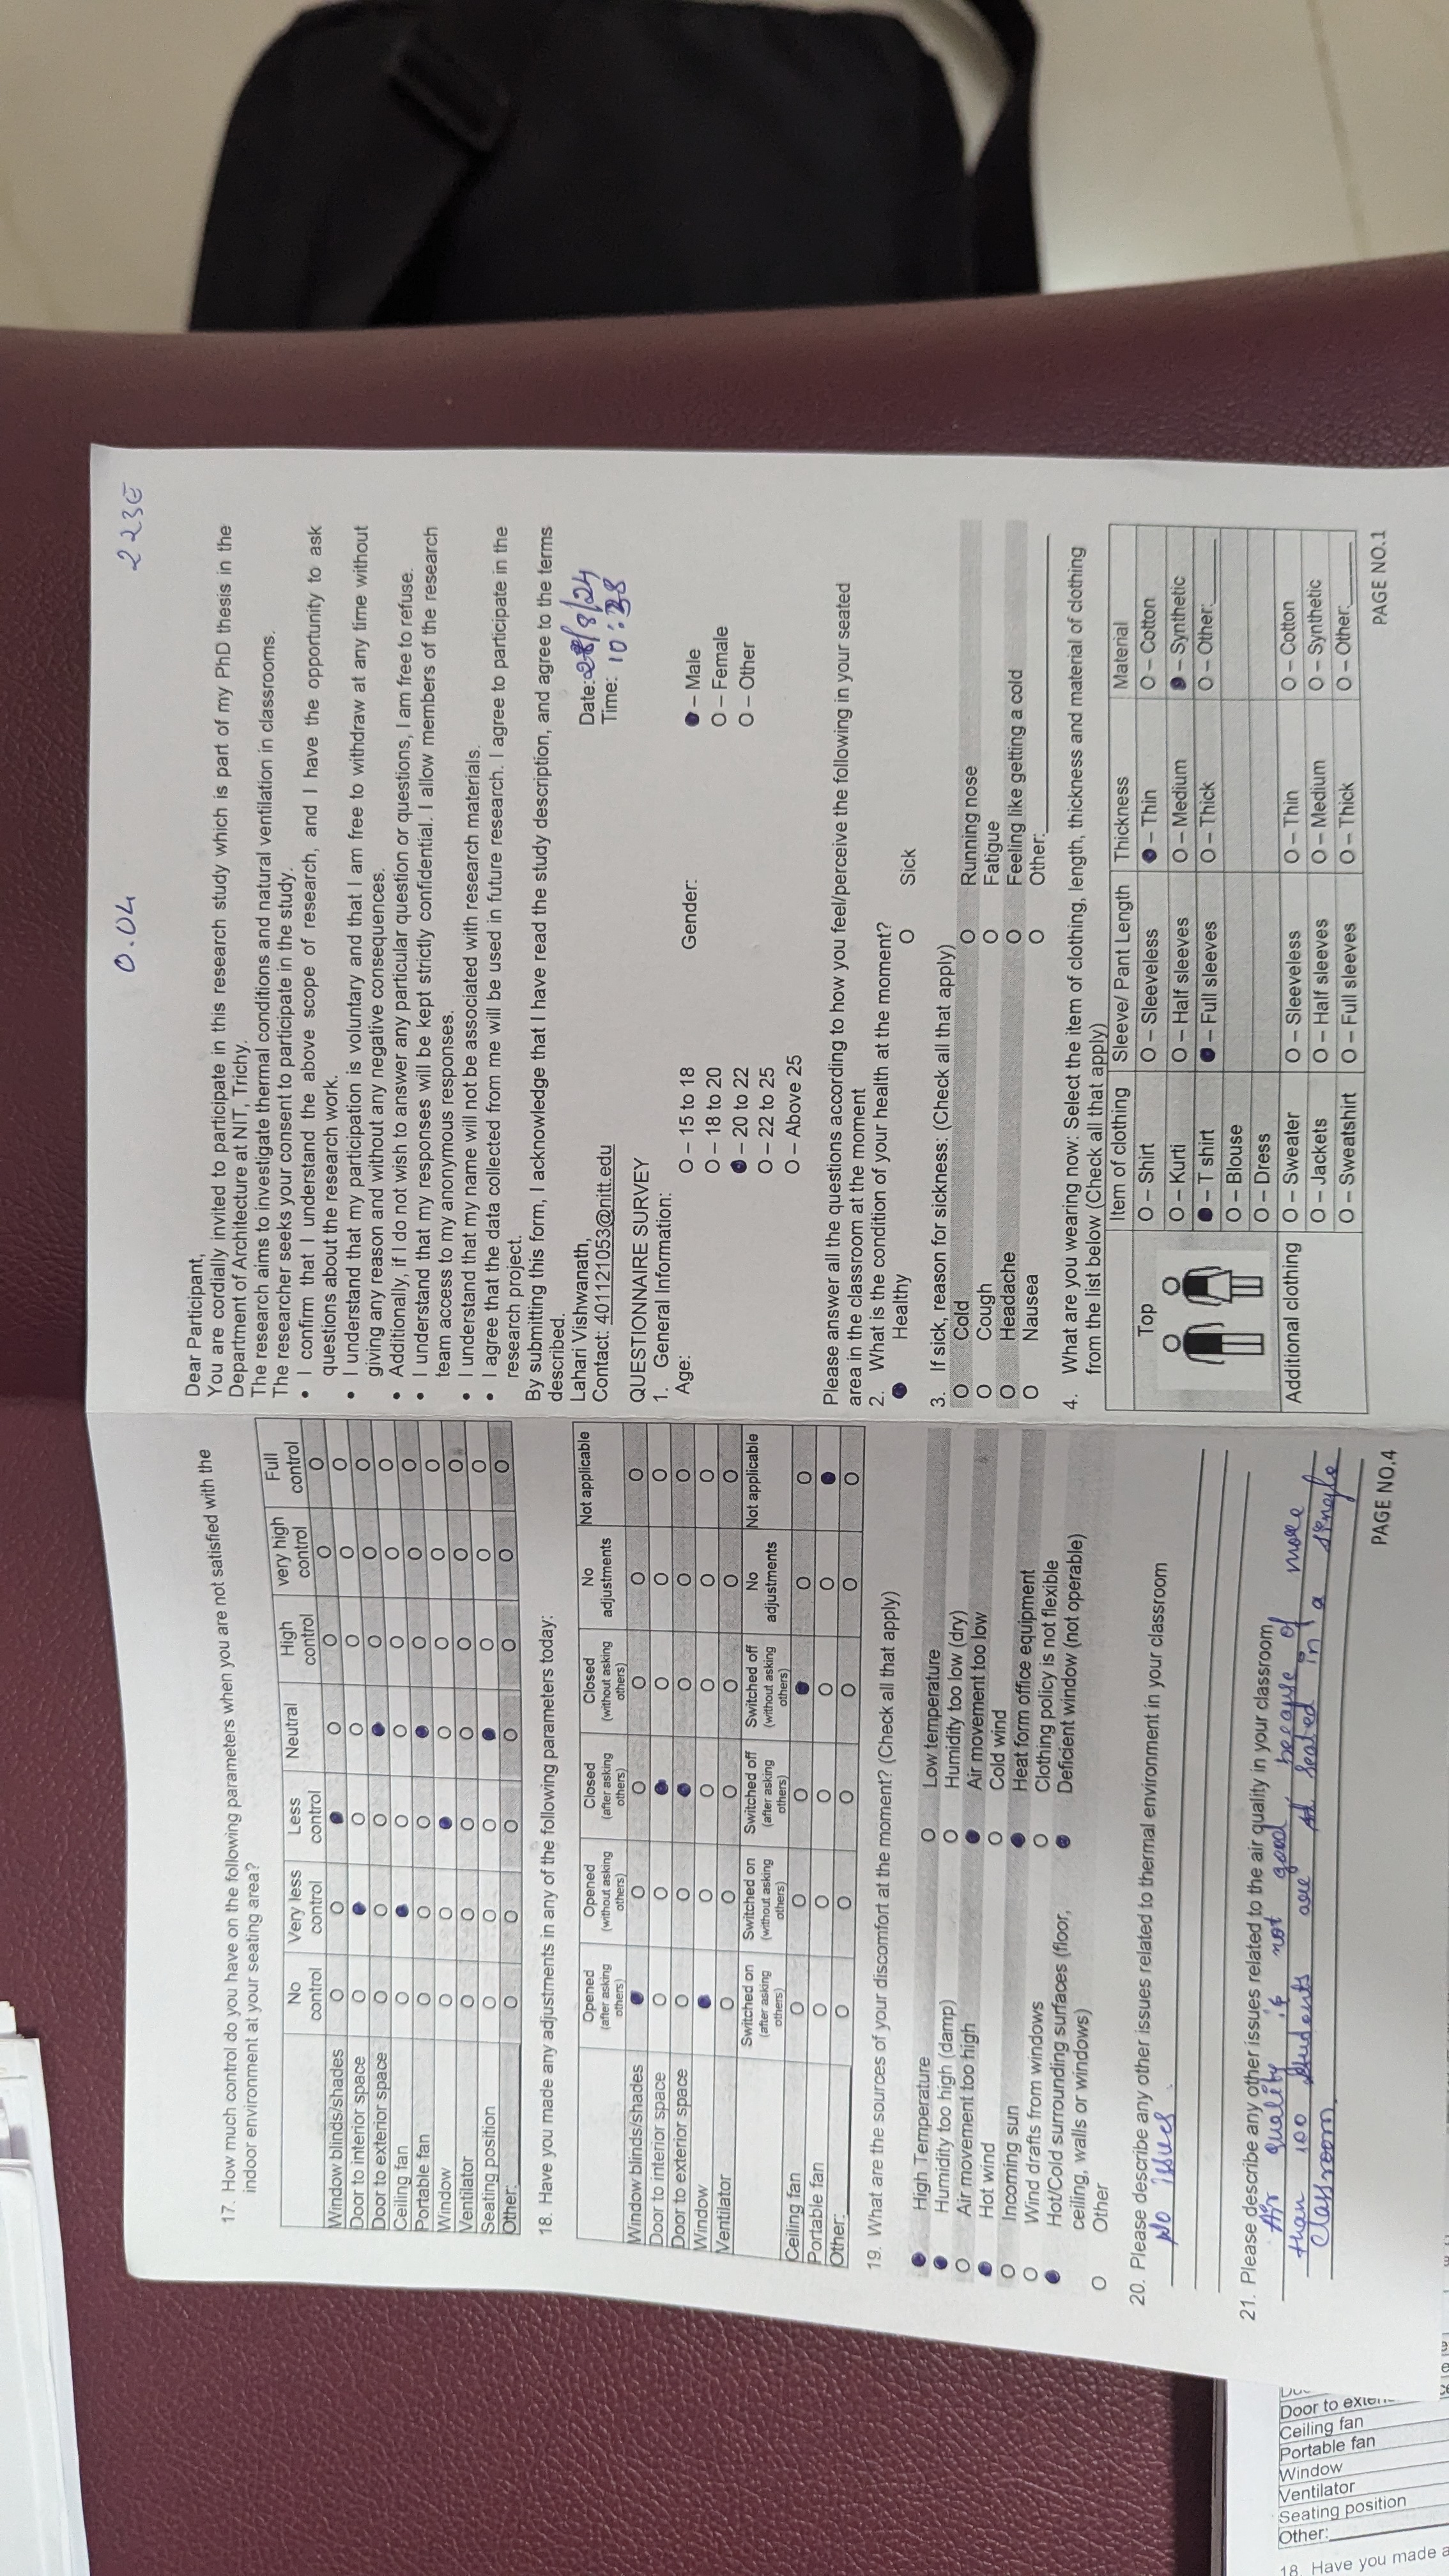 17. How much control do you have on the following parameters when you are not satisfied with the
indoor environment at your seating area?
No control Very less control Less control Neutral High control very high control Full control
Window blinds/shades O O ● O O O O
Door to interior space O ● O O O O O
Door to exterior space O O O ● O O O
Ceiling fan O ● O O O O O
Portable fan O O O ● O O O
Window O O ● O O O O
Ventilator O O O O O O O
Seating position O O O ● O O O
Other: O O O O O O O
18. Have you made any adjustments in any of the following parameters today:
Opened (after asking others) Opened (without asking others) Closed (after asking others) Closed (without asking others) No adjustments Not applicable
Window blinds/shades ● O O O O O
Door to interior space O O ● O O O
Door to exterior space O O ● O O O
Window ● O O O O O
Ventilator O O O O O O
Switched on (after asking others) Switched on (without asking others) Switched off (after asking others) Switched off (without asking others) No adjustments Not applicable
Ceiling fan O O O ● O O
Portable fan O O O O O ●
Other: O O O O O O
19. What are the sources of your discomfort at the moment? (Check all that apply)
● High Temperature O Low temperature
● Humidity too high (damp) O Humidity too low (dry)
O Air movement too high ● Air movement too low
● Hot wind O Cold wind
O Incoming sun ● Heat form office equipment
O Wind drafts from windows O Clothing policy is not flexible
● Hot/Cold surrounding surfaces (floor, ● Deficient window (not operable)
ceiling, walls or windows)
O Other
20. Please describe any other issues related to thermal environment in your classroom
No issues.
21. Please describe any other issues related to the air quality in your classroom
Air quality is not good, because of more
than 100 students are seated in a single
Classroom.
PAGE NO.4
0.04 223E
Dear Participant,
You are cordially invited to participate in this research study which is part of my PhD thesis in the
Department of Architecture at NIT, Trichy.
The research aims to investigate thermal conditions and natural ventilation in classrooms.
The researcher seeks your consent to participate in the study.
• I confirm that I understand the above scope of research, and I have the opportunity to ask
questions about the research work.
• I understand that my participation is voluntary and that I am free to withdraw at any time without
giving any reason and without any negative consequences.
• Additionally, if I do not wish to answer any particular question or questions, I am free to refuse.
• I understand that my responses will be kept strictly confidential. I allow members of the research
team access to my anonymous responses.
• I understand that my name will not be associated with research materials.
• I agree that the data collected from me will be used in future research. I agree to participate in the
research project.
By submitting this form, I acknowledge that I have read the study description, and agree to the terms
described.
Lahari Vishwanath, Date: 28/8/24
Contact: 401121053@nitt.edu Time: 10:38
QUESTIONNAIRE SURVEY
1. General Information:
Age: Gender:
O – 15 to 18 ● – Male
O – 18 to 20 O – Female
● – 20 to 22 O – Other
O – 22 to 25
O – Above 25
Please answer all the questions according to how you feel/perceive the following in your seated
area in the classroom at the moment
2. What is the condition of your health at the moment?
● Healthy O Sick
3. If sick, reason for sickness: (Check all that apply)
O Cold O Running nose
O Cough O Fatigue
O Headache O Feeling like getting a cold
O Nausea O Other:
4. What are you wearing now: Select the item of clothing, length, thickness and material of clothing
from the list below (Check all that apply)
Item of clothing Sleeve/ Pant Length Thickness Material
Top O – Shirt O – Sleeveless ● – Thin O – Cotton
O – Kurti O – Half sleeves O – Medium ● – Synthetic
● – T shirt ● – Full sleeves O – Thick O – Other:
O – Blouse
O – Dress
Additional clothing O – Sweater O – Sleeveless O – Thin O – Cotton
O – Jackets O – Half sleeves O – Medium O – Synthetic
O – Sweatshirt O – Full sleeves O – Thick O – Other:
PAGE NO.1
Door to
Ceiling fan
Portable fan
Window
Ventilator
Seating position
Other:
18. Have you made a